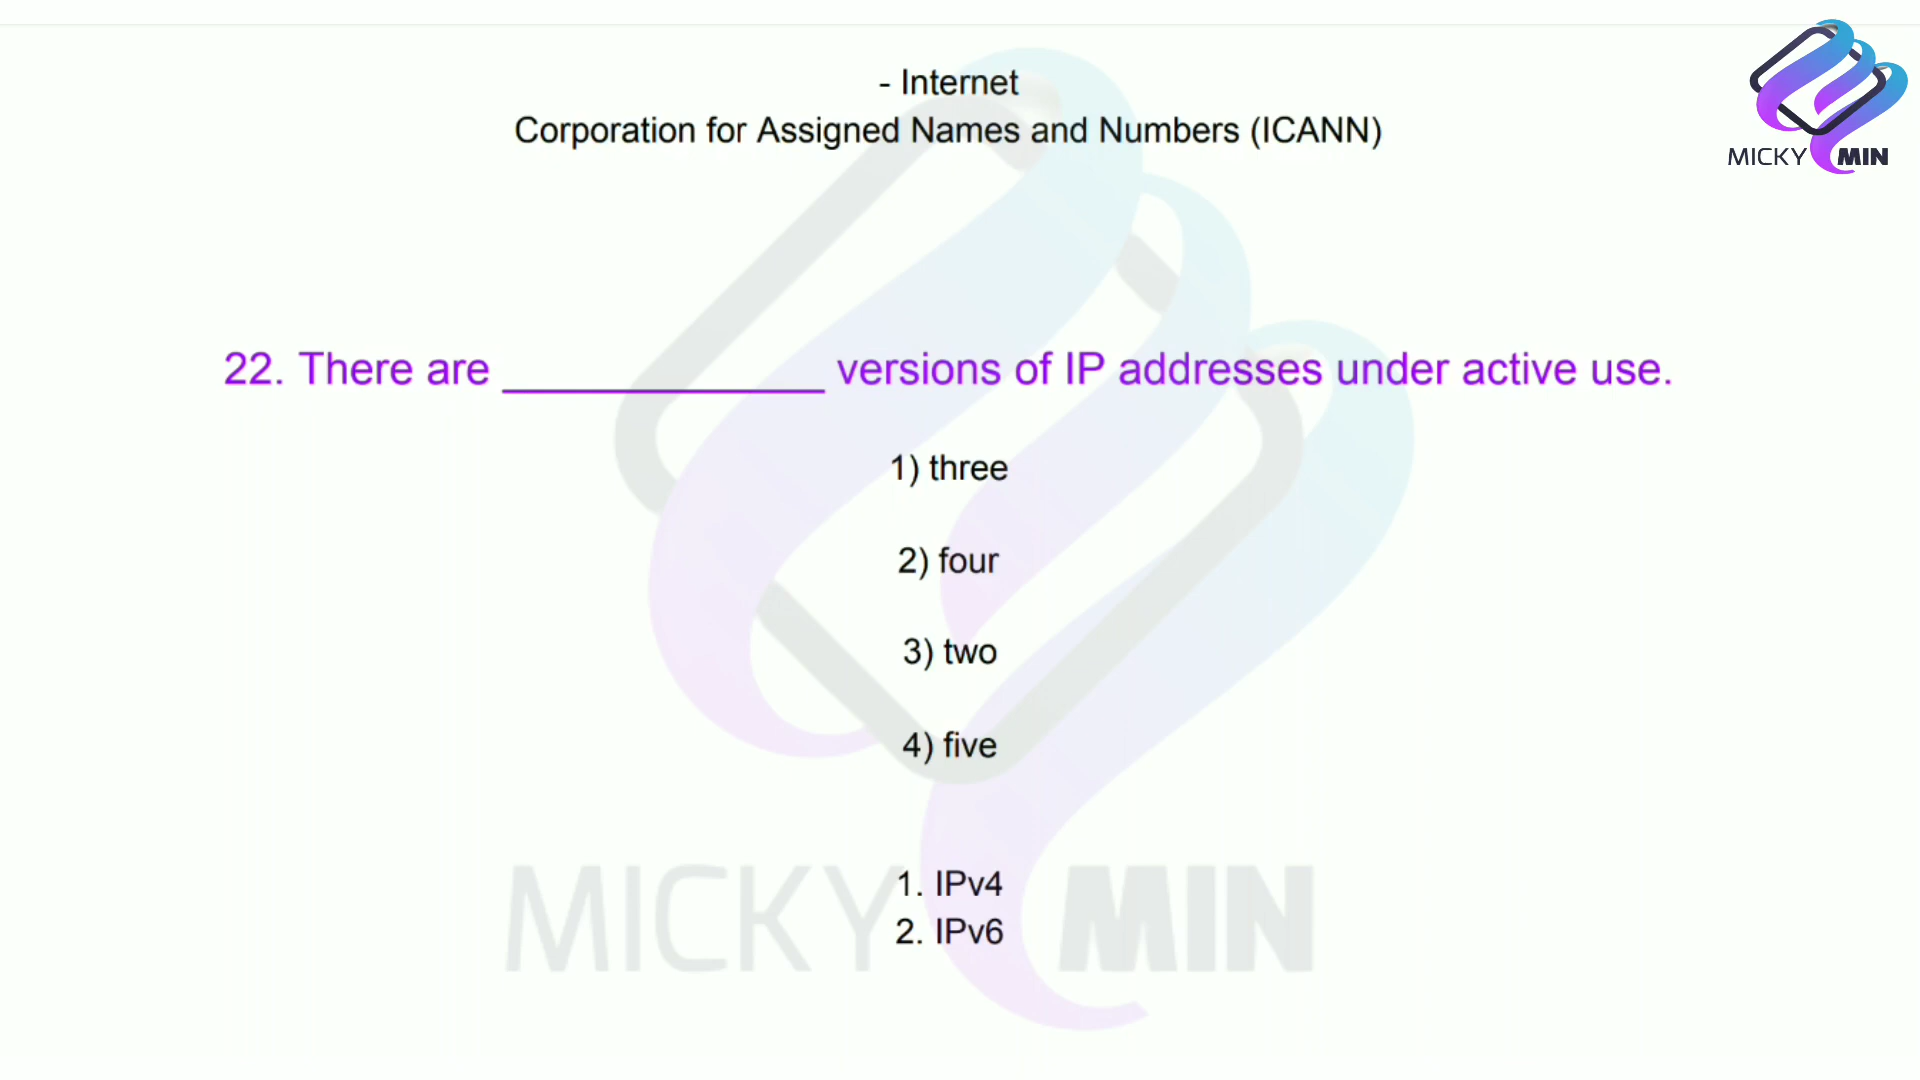 - Internet
Corporation for Assigned Names and Numbers (ICANN)
MICKY MIN
22. There are _____________ versions of IP addresses under active use.
1) three
2) four
3) two
4) five
1. IPv4
2. IPv6
MICKY MIN